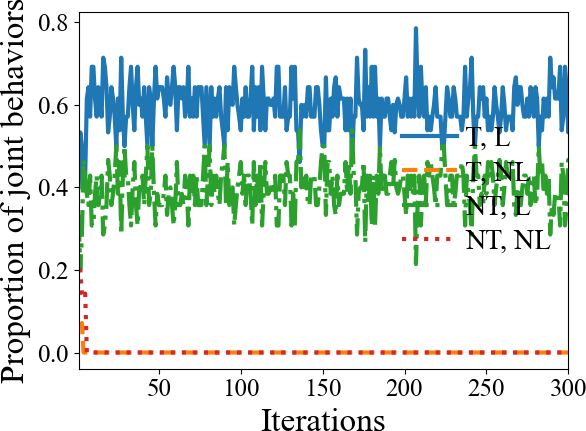 Proportion of joint behaviors
0.8
0.6
0.4
0.2
0.0
T, L
T, NL
NT, L
NT, NL
50
100
150
200
250
300
Iterations